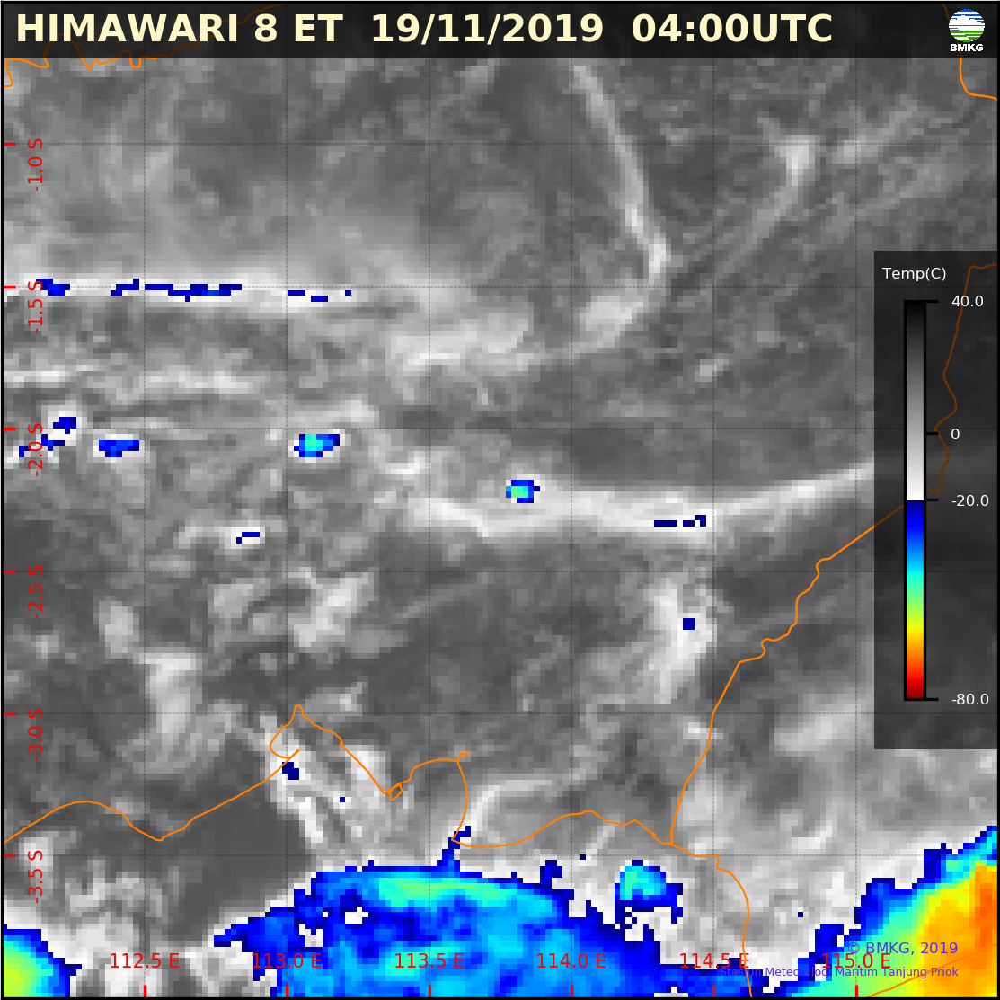 HIMAWARI 8 ET 19/11/2019 04:00UTC
BMKG
-1.0 S
Temp(C)
40.0
-1.5 S
0
-2.0 S
-20.0
-2.5 S
-80.0
-3.0 S
-3.5 S
© BMKG, 2019
112.5 E 113.0 E 113.5 E 114.0 E 114.5 E 115.0 E
Stasiun Meteorologi Maritim Tanjung Priok